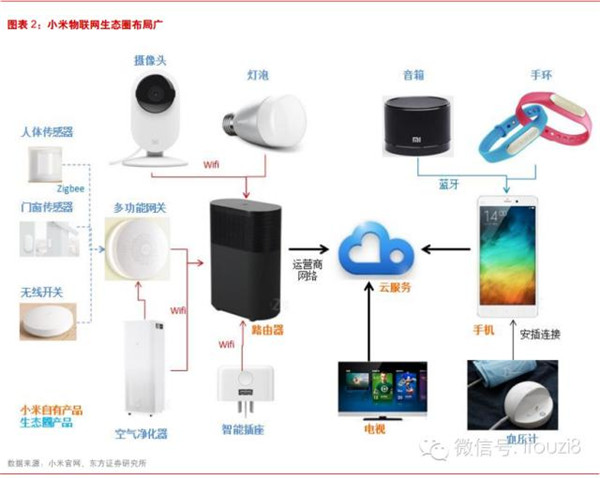 图表 2：小米物联网生态圈布局广
摄像头
灯泡
音箱
手环
人体传感器
Wifi
Zigbee
蓝牙
门窗传感器
多功能网关
mi
14:14
无线开关
Wifi
运营商
网络
云服务
路由器
手机
Wifi
安插连接
小米自有产品
生态圈产品
空气净化器
智能插座
电视
血压计
微信号: liouzi8
数据来源：小米官网，东方证券研究所